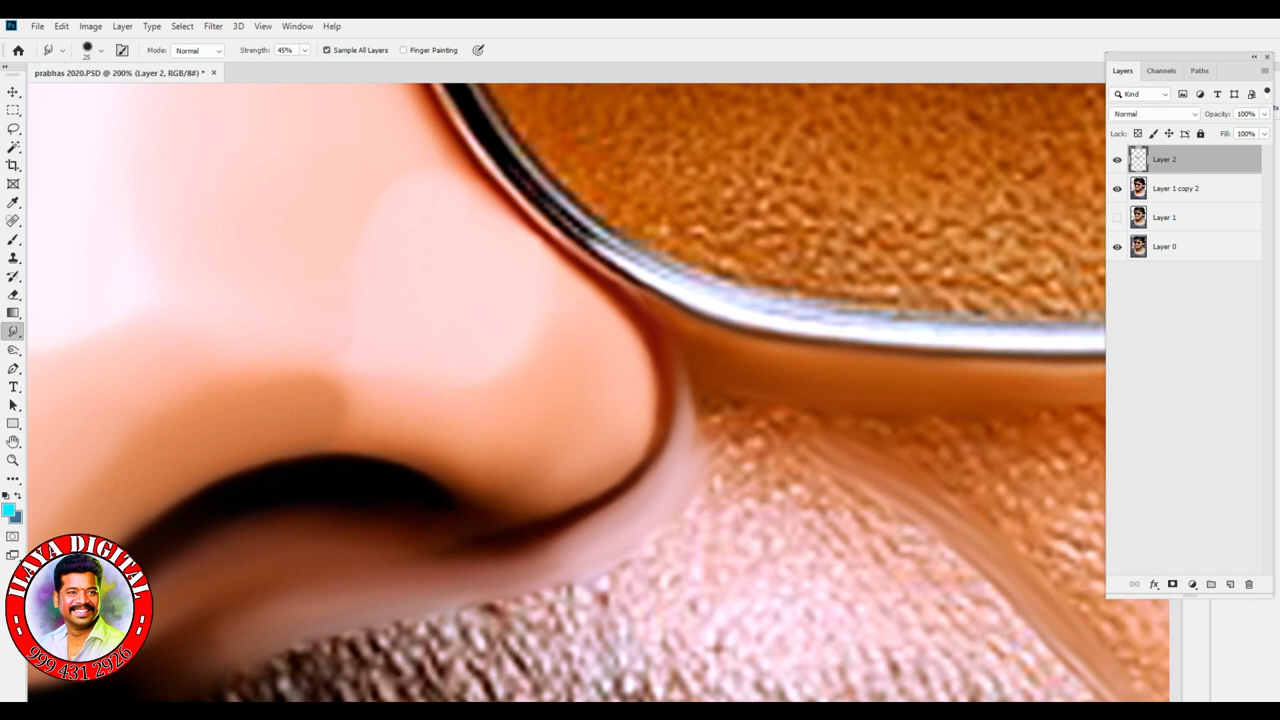 Ps File Edit Image Layer Type Select Filter 3D View Window Help
25 Mode: Normal Strength: 45% Sample All Layers Finger Painting
prabhas 2020.PSD @ 200% (Layer 2, RGB/8#) * ×
Layers Channels Paths
Kind
Normal Opacity: 100%
Lock: Fill: 100%
Layer 2
Layer 1 copy 2
Layer 1
Layer 0
ILAYA DIGITAL
999 431 2926